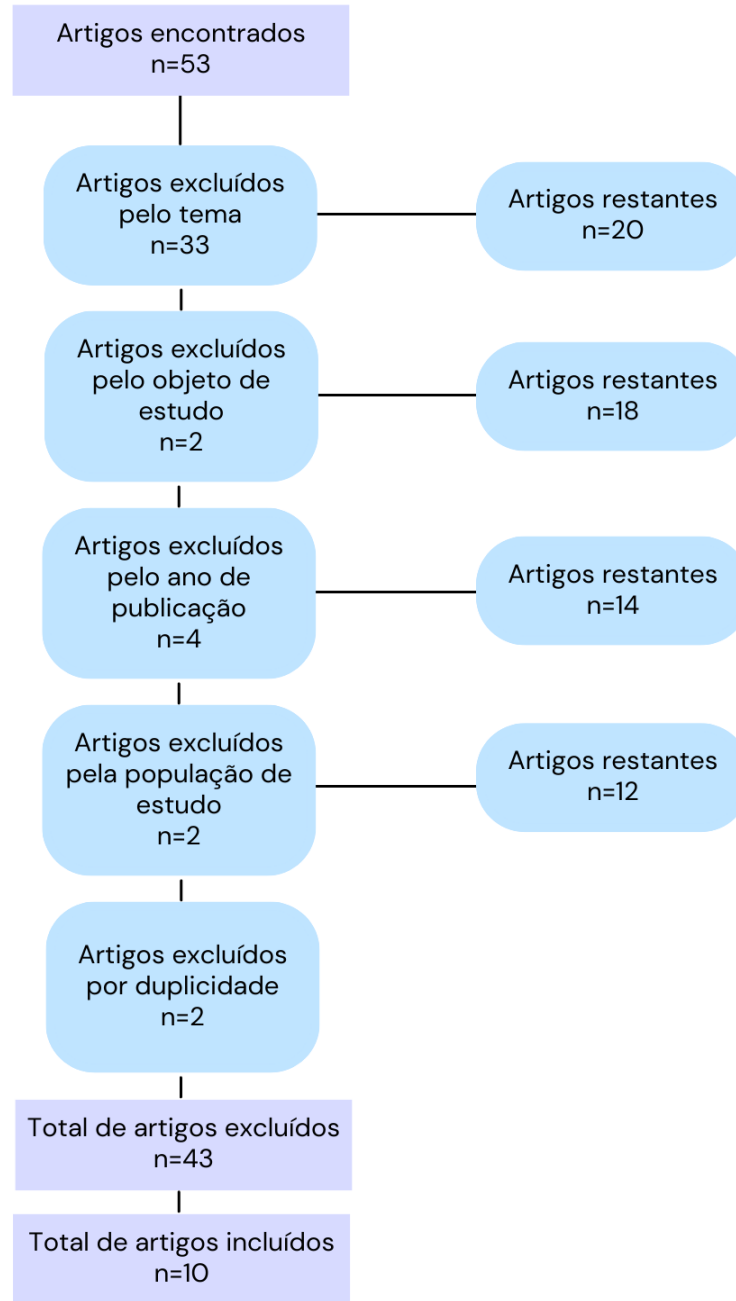 Artigos encontrados
n=53
Artigos excluídos
pelo tema
n=33
Artigos restantes
n=20
Artigos excluídos
pelo objeto de
estudo
n=2
Artigos restantes
n=18
Artigos excluídos
pelo ano de
publicação
n=4
Artigos restantes
n=14
Artigos excluídos
pela população de
estudo
n=2
Artigos restantes
n=12
Artigos excluídos
por duplicidade
n=2
Total de artigos excluídos
n=43
Total de artigos incluídos
n=10